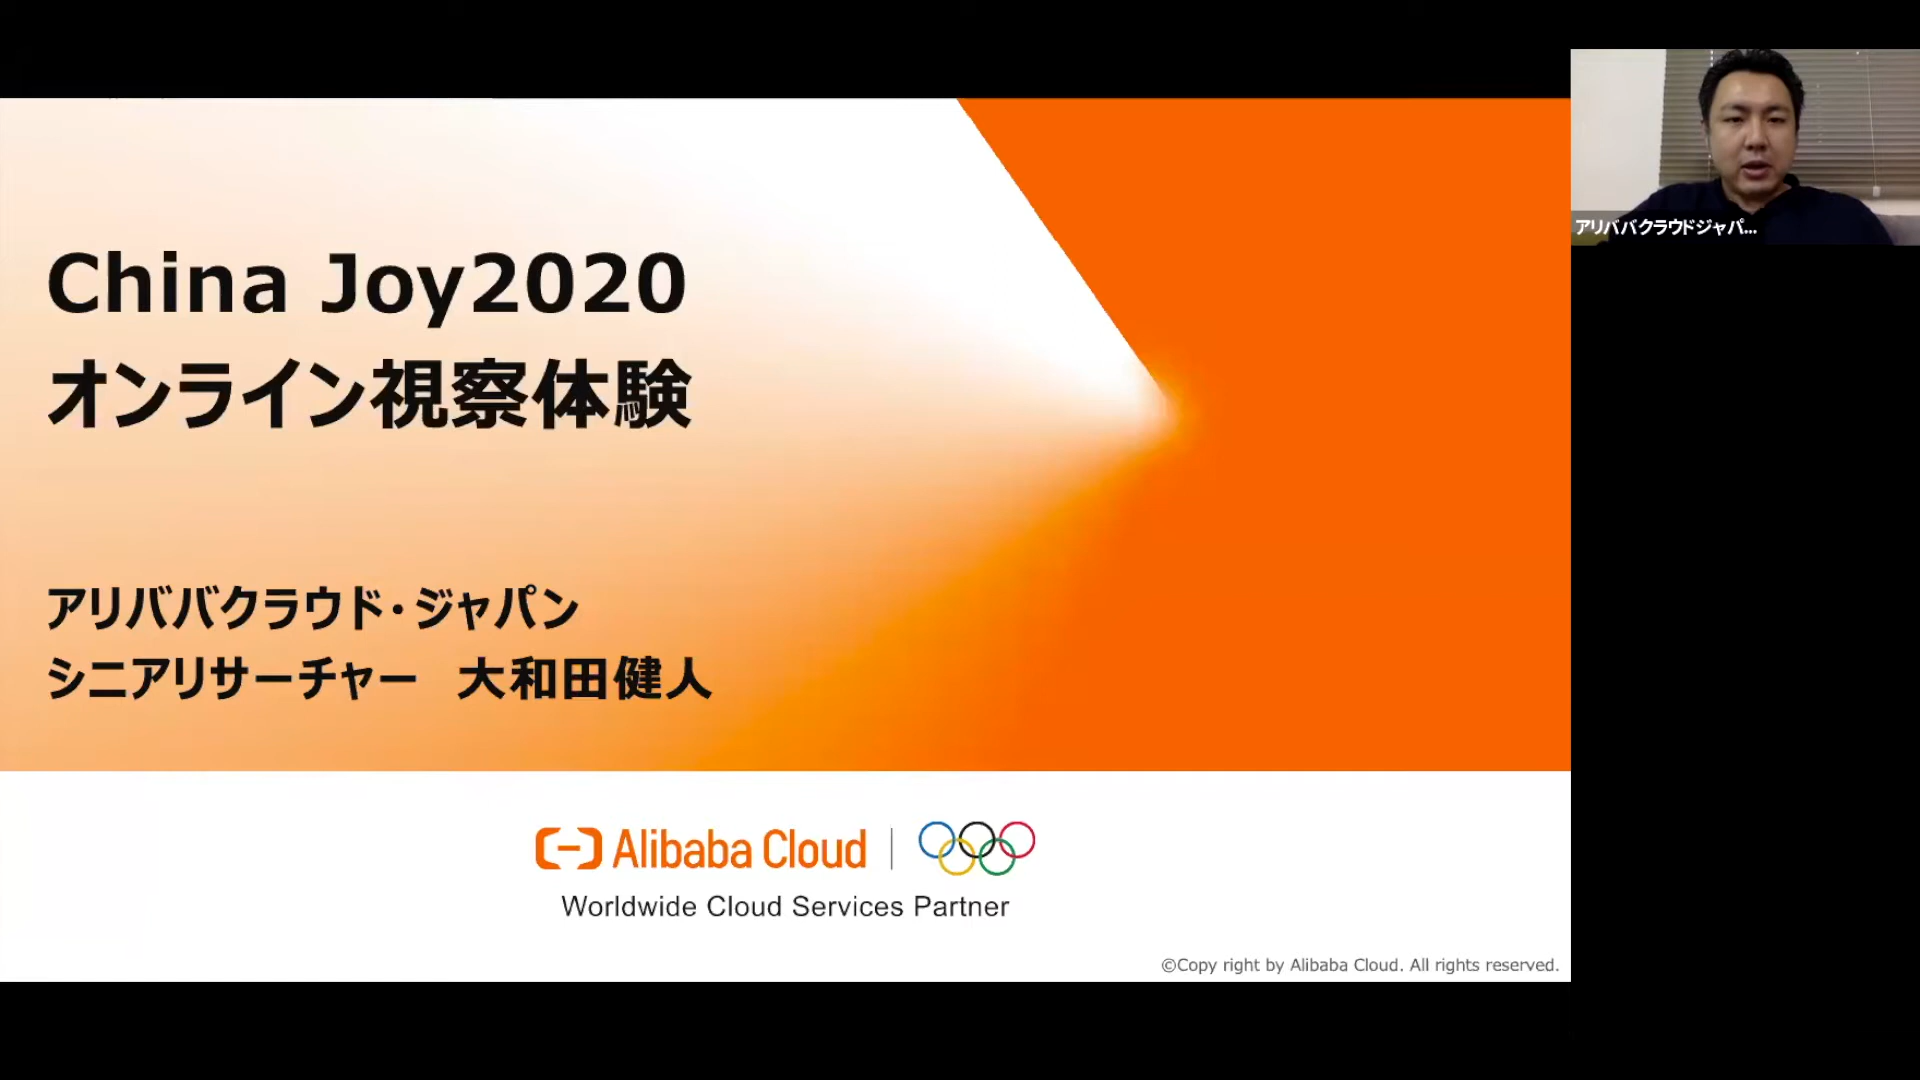 China Joy2020
オンライン視察体験
アリババクラウド・ジャパン
シニアリサーチャー 大和田健人
Alibaba Cloud
Worldwide Cloud Services Partner
©Copy right by Alibaba Cloud. All rights reserved.
アリババクラウドジャパ...